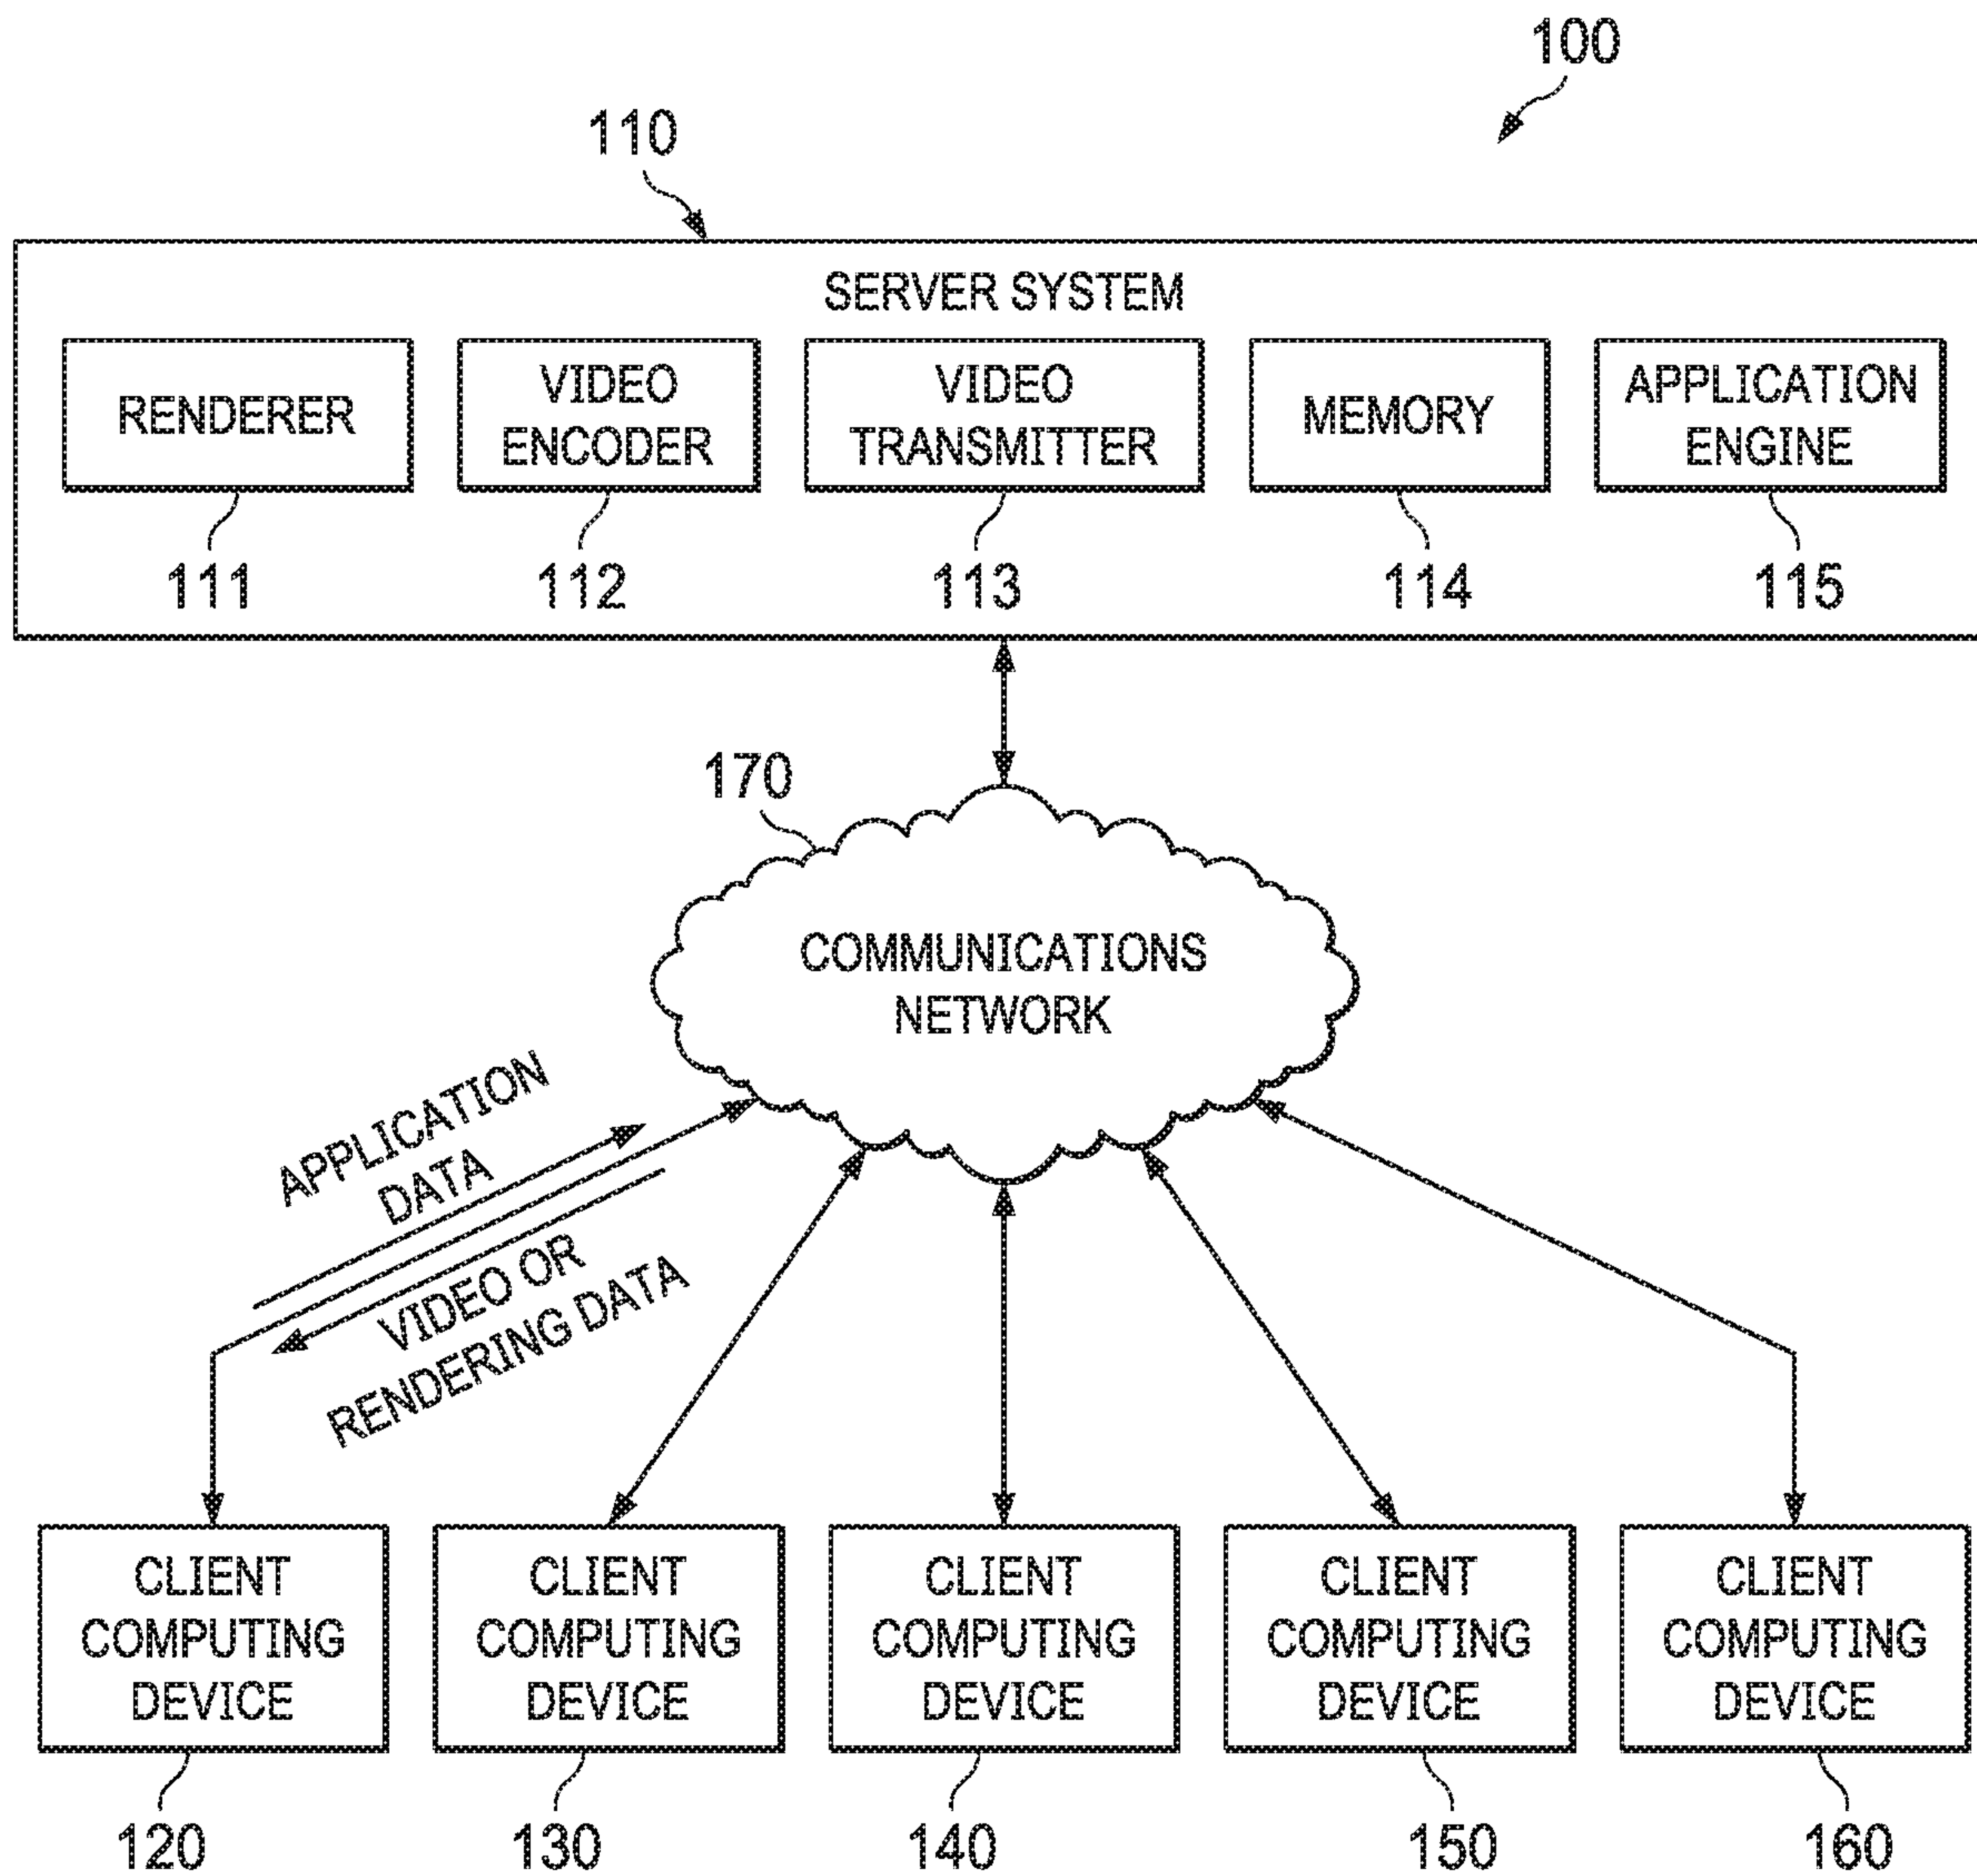 100
110
SERVER SYSTEM
RENDERER
VIDEO
ENCODER
VIDEO
TRANSMITTER
MEMORY
APPLICATION
ENGINE
111
112
113
114
115
170
COMMUNICATIONS
NETWORK
APPLICATION
DATA
VIDEO OR
RENDERING DATA
CLIENT
COMPUTING
DEVICE
CLIENT
COMPUTING
DEVICE
CLIENT
COMPUTING
DEVICE
CLIENT
COMPUTING
DEVICE
CLIENT
COMPUTING
DEVICE
120
130
140
150
160